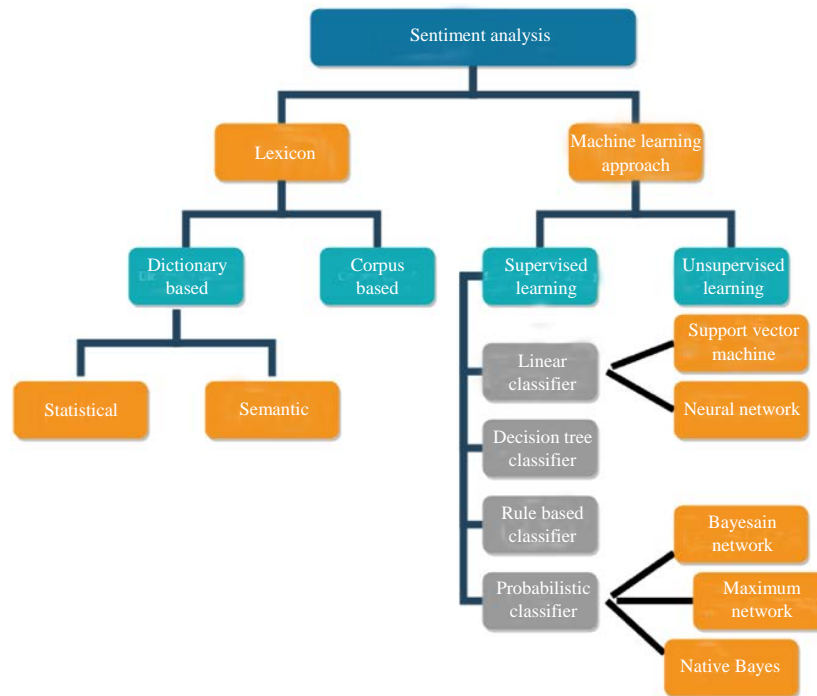 Sentiment analysis
Lexicon
Machine learning
approach
Dictionary
based
Corpus
based
Supervised
learning
Unsupervised
learning
Statistical
Semantic
Linear
classifier
Support vector
machine
Neural network
Decision tree
classifier
Rule based
classifier
Probabilistic
classifier
Bayesain
network
Maximum
network
Native Bayes